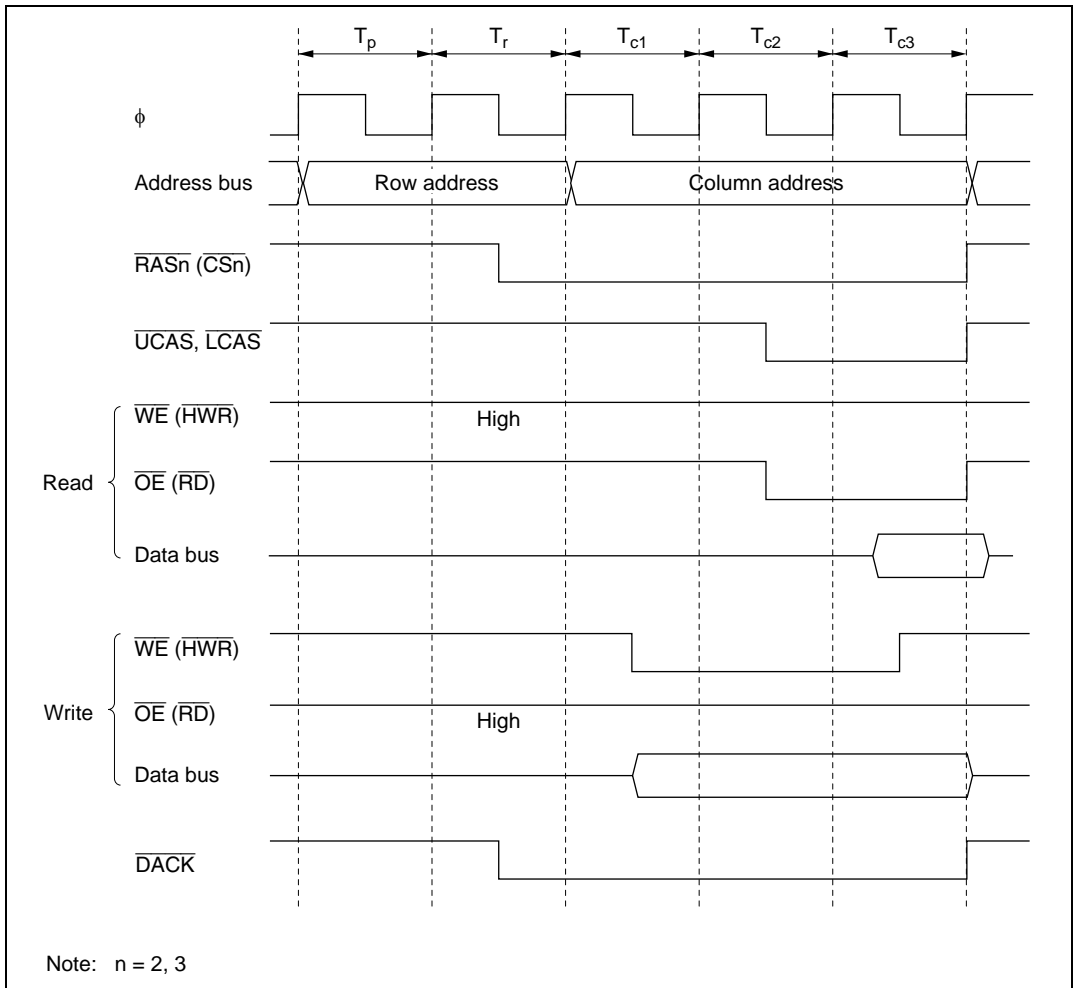 Tp Tr Tc1 Tc2 Tc3
ϕ
Address bus Row address Column address
RASn (CSn)
UCAS, LCAS
WE (HWR) High
Read OE (RD)
Data bus
WE (HWR)
Write OE (RD) High
Data bus
DACK
Note: n = 2, 3